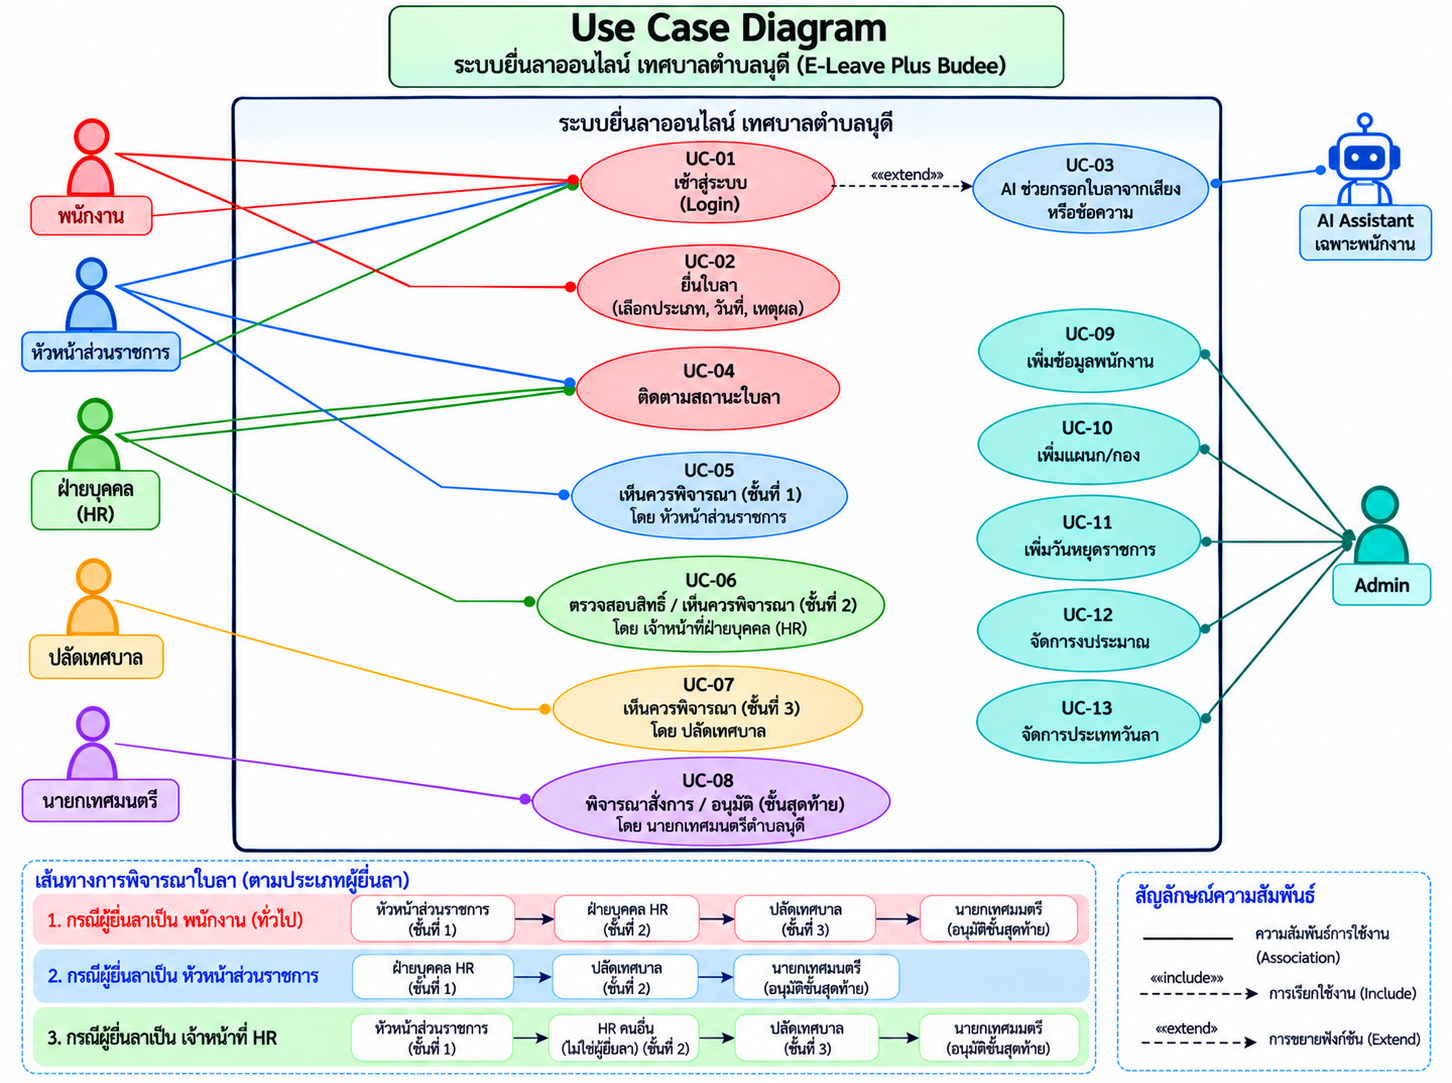 Use Case Diagram
ระบบยื่นลาออนไลน์ เทศบาลตำบลนุดี (E-Leave Plus Budee)
ระบบยื่นลาออนไลน์ เทศบาลตำบลนุดี
พนักงาน
หัวหน้าส่วนราชการ
ฝ่ายบุคคล
(HR)
ปลัดเทศบาล
นายกเทศมนตรี
UC-01
เข้าสู่ระบบ
(Login)
««extend»»
UC-03
AI ช่วยกรอกใบลาจากเสียง
หรือข้อความ
AI Assistant
เฉพาะพนักงาน
UC-02
ยื่นใบลา
(เลือกประเภท, วันที่, เหตุผล)
UC-04
ติดตามสถานะใบลา
UC-05
เห็นควรพิจารณา (ชั้นที่ 1)
โดย หัวหน้าส่วนราชการ
UC-06
ตรวจสอบสิทธิ์ / เห็นควรพิจารณา (ชั้นที่ 2)
โดย เจ้าหน้าที่ฝ่ายบุคคล (HR)
UC-07
เห็นควรพิจารณา (ชั้นที่ 3)
โดย ปลัดเทศบาล
UC-08
พิจารณาสั่งการ / อนุมัติ (ชั้นสุดท้าย)
โดย นายกเทศมนตรีตำบลนุดี
UC-09
เพิ่มข้อมูลพนักงาน
UC-10
เพิ่มแผนก/กอง
UC-11
เพิ่มวันหยุดราชการ
UC-12
จัดการงบประมาณ
UC-13
จัดการประเภทวันลา
Admin
เส้นทางการพิจารณาใบลา (ตามประเภทผู้ยื่นลา)
1. กรณีผู้ยื่นลาเป็น พนักงาน (ทั่วไป)
หัวหน้าส่วนราชการ
(ชั้นที่ 1)
ฝ่ายบุคคล HR
(ชั้นที่ 2)
ปลัดเทศบาล
(ชั้นที่ 3)
นายกเทศมนตรี
(อนุมัติชั้นสุดท้าย)
2. กรณีผู้ยื่นลาเป็น หัวหน้าส่วนราชการ
ฝ่ายบุคคล HR
(ชั้นที่ 1)
ปลัดเทศบาล
(ชั้นที่ 2)
นายกเทศมนตรี
(อนุมัติชั้นสุดท้าย)
3. กรณีผู้ยื่นลาเป็น เจ้าหน้าที่ HR
หัวหน้าส่วนราชการ
(ชั้นที่ 1)
HR คนอื่น
(ไม่ใช่ผู้ยื่นลา) (ชั้นที่ 2)
ปลัดเทศบาล
(ชั้นที่ 3)
นายกเทศมนตรี
(อนุมัติชั้นสุดท้าย)
สัญลักษณ์ความสัมพันธ์
ความสัมพันธ์การใช้งาน
(Association)
««include»»
การเรียกใช้งาน (Include)
««extend»
การขยายฟังก์ชัน (Extend)